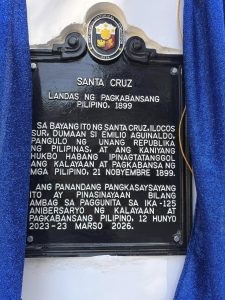 SANTA CRUZ
LANDAS NG PAGKABANSANG
PILIPINO, 1899
SA BAYANG ITO NG SANTA CRUZ, ILOCOS
SUR, DUMAAN SI EMILIO AGUINALDO,
PANGULO NG UNANG REPUBLIKA
NG PILIPINAS, AT ANG KANIYANG
HUKBO HABANG IPINAGTATANGGOL
ANG KALAYAAN AT PAGKABANSA NG
MGA PILIPINO, 21 NOBYEMBRE 1899.
ANG PANANDANG PANGKASAYSAYANG
ITO AY PINASINAYAAN BILANG
AMBAG SA PAGGUNITA SA IKA-125
ANIBERSARYO NG KALAYAAN AT
PAGKABANSANG PILIPINO, 12 HUNYO
2023-23 MARSO 2026.